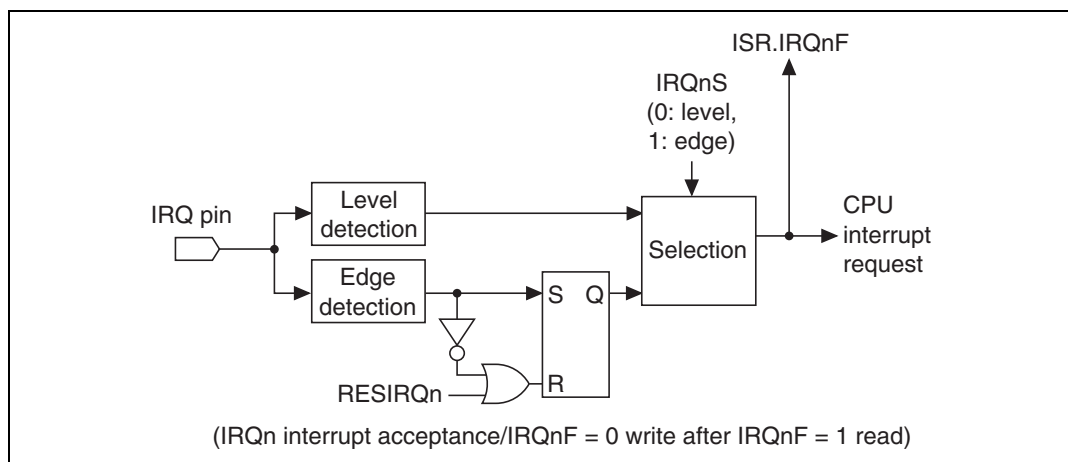 ISR.IRQnF
IRQnS
(0: level,
1: edge)
Level
detection
IRQ pin
CPU
interrupt
request
Selection
Edge
detection
S Q
R
RESIRQn
(IRQn interrupt acceptance/IRQnF = 0 write after IRQnF = 1 read)